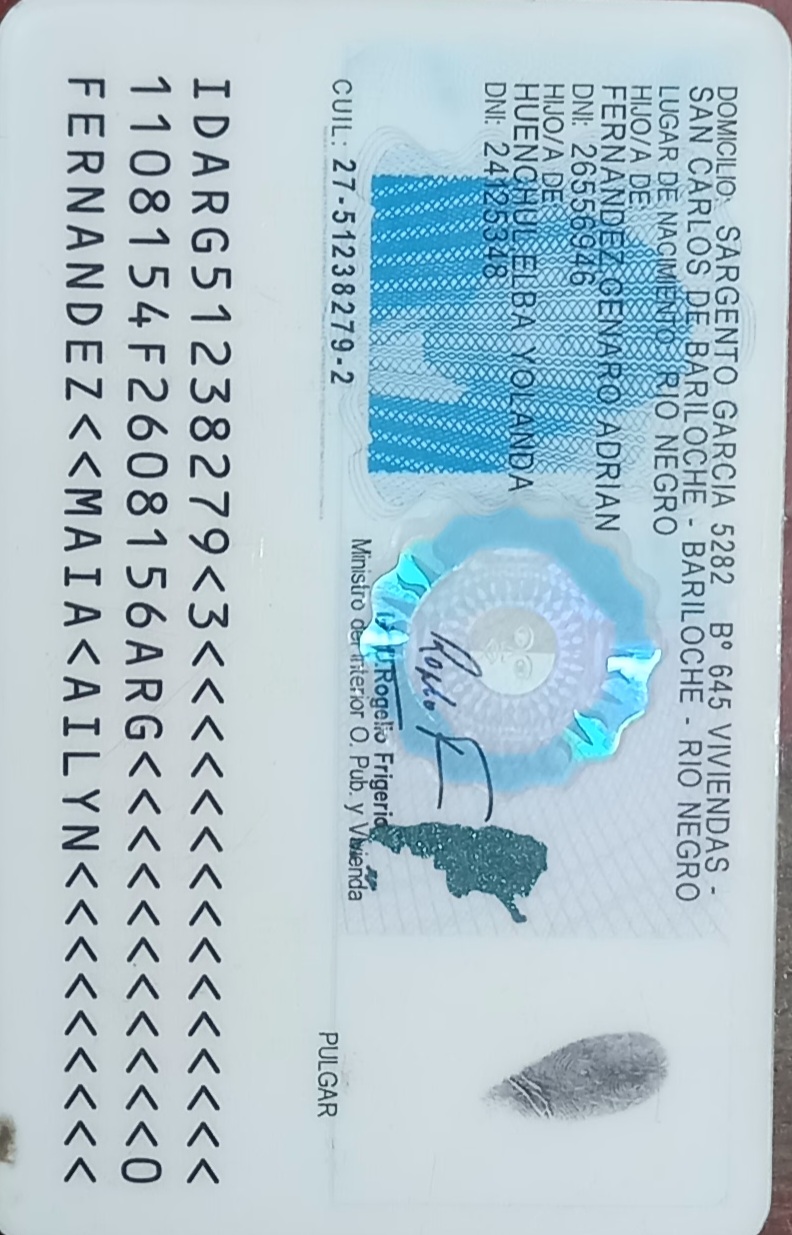 DOMICILIO: SARGENTO GARCIA 5282 B° 645 VIVIENDAS -
SAN CARLOS DE BARILOCHE - BARILOCHE - RIO NEGRO
LUGAR DE NACIMIENTO: RIO NEGRO
HIJO/A DE
FERNANDEZ,GENARO ADRIAN
DNI: 26556946
HIJO/A DE
HUENCHUL,ELBA YOLANDA
DNI: 24125348
Rogelio Frigerio
Ministro del Interior O. Pub. y Vivienda
CUIL: 27-51238279-2
PULGAR
IDARG51238279<3<<<<<<<<<<<<<<<
1108154F2608156ARG<<<<<<<<<<<0
FERNANDEZ<<MAIA<AILYN<<<<<<<<<